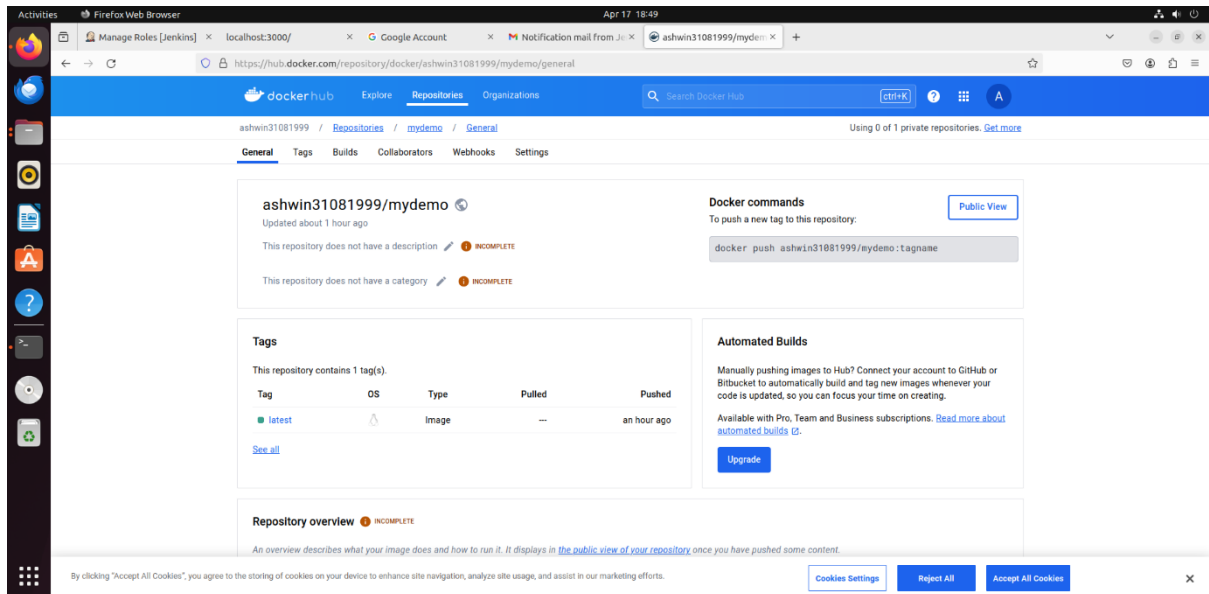 Activities Firefox Web Browser Apr 17 18:49
Manage Roles [Jenkins] × localhost:3000/ × G Google Account × M Notification mail from Je × ashwin31081999/mydem × +
https://hub.docker.com/repository/docker/ashwin31081999/mydemo/general
dockerhub Explore Repositories Organizations Search Docker Hub ctrl+K ? A
ashwin31081999 / Repositories / mydemo / General Using 0 of 1 private repositories. Get more
General Tags Builds Collaborators Webhooks Settings
ashwin31081999/mydemo
Updated about 1 hour ago
This repository does not have a description INCOMPLETE
This repository does not have a category INCOMPLETE
Docker commands
Public View
To push a new tag to this repository:
docker push ashwin31081999/mydemo:tagname
Tags
This repository contains 1 tag(s).
Tag OS Type Pulled Pushed
latest Image --- an hour ago
See all
Automated Builds
Manually pushing images to Hub? Connect your account to GitHub or
Bitbucket to automatically build and tag new images whenever your
code is updated, so you can focus your time on creating.
Available with Pro, Team and Business subscriptions. Read more about
automated builds.
Upgrade
Repository overview INCOMPLETE
An overview describes what your image does and how to run it. It displays in the public view of your repository once you have pushed some content.
By clicking "Accept All Cookies", you agree to the storing of cookies on your device to enhance site navigation, analyze site usage, and assist in our marketing efforts.
Cookies Settings Reject All Accept All Cookies